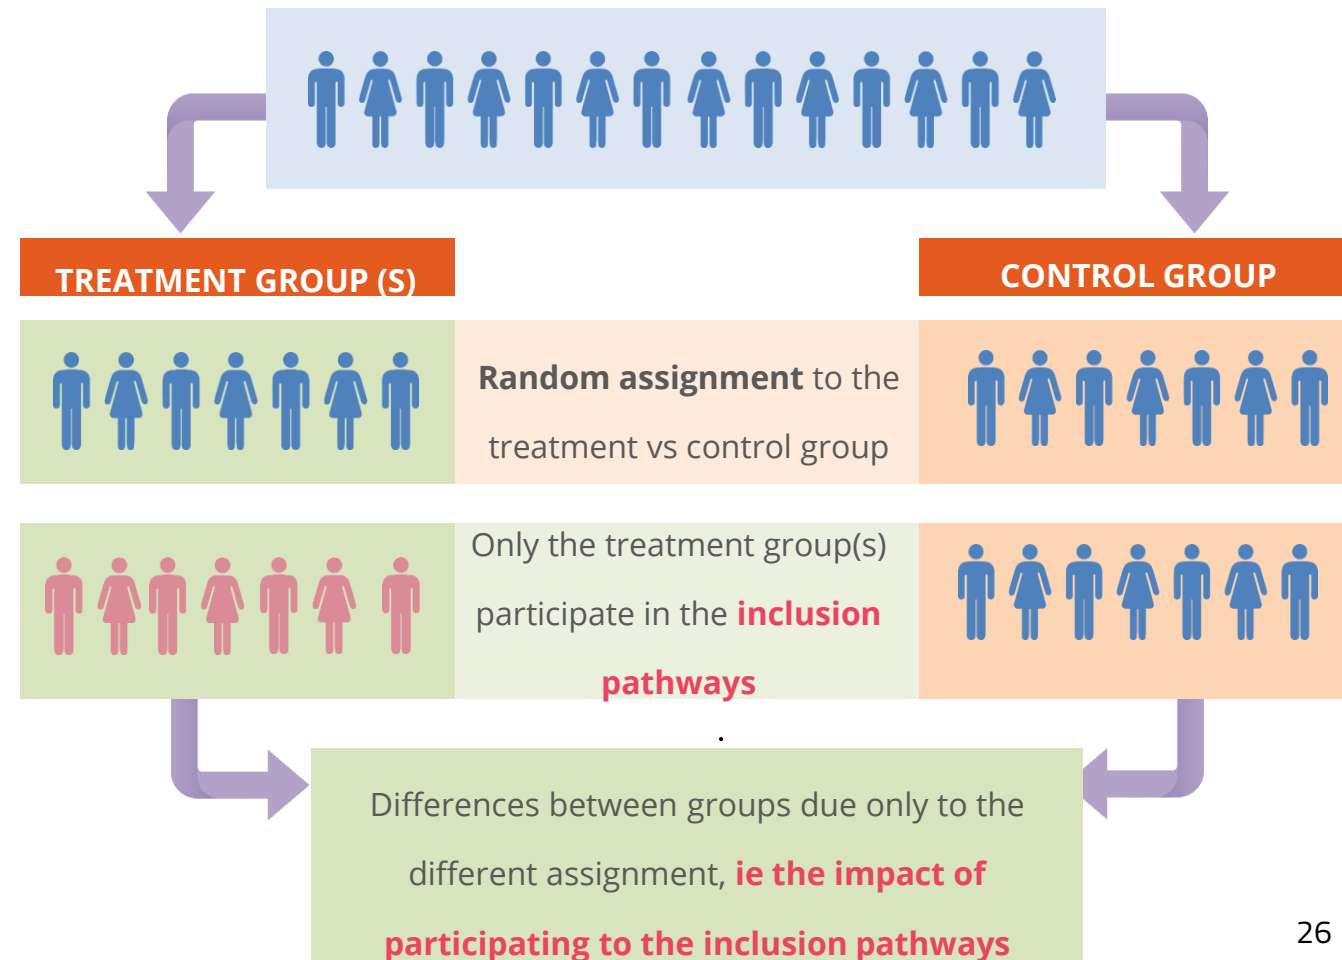 TREATMENT GROUP (S)
CONTROL GROUP
Random assignment to the
treatment vs control group
Only the treatment group(s)
participate in the inclusion
pathways
.
Differences between groups due only to the
different assignment, ie the impact of
participating to the inclusion pathways
26